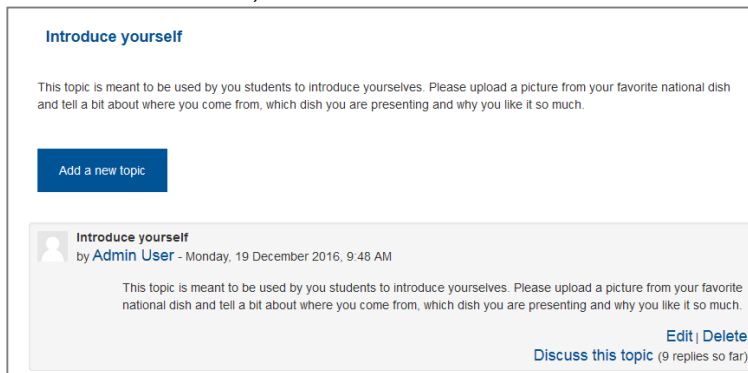 Introduce yourself
This topic is meant to be used by you students to introduce yourselves. Please upload a picture from your favorite national dish
and tell a bit about where you come from, which dish you are presenting and why you like it so much.
Add a new topic
Introduce yourself
by Admin User - Monday, 19 December 2016, 9:48 AM
This topic is meant to be used by you students to introduce yourselves. Please upload a picture from your favorite
national dish and tell a bit about where you come from, which dish you are presenting and why you like it so much.
Edit | Delete
Discuss this topic (9 replies so far)